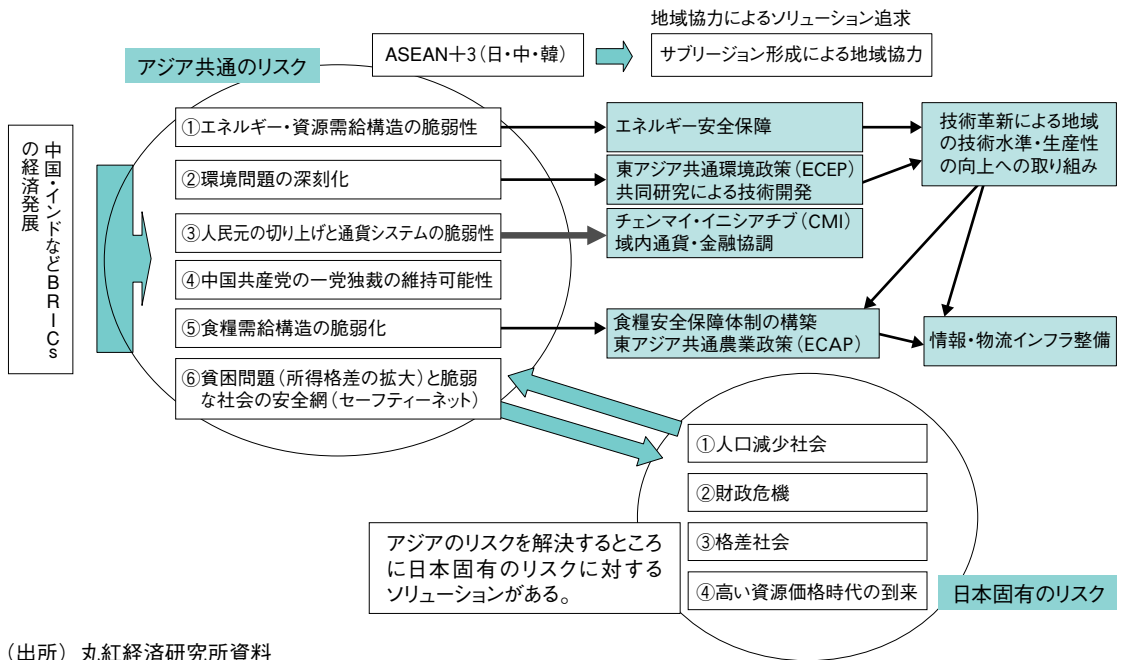 地域協力によるソリューション追求
ASEAN＋3（日・中・韓）
サブリージョン形成による地域協力
アジア共通のリスク
中国・インドなどＢＲＩＣｓ
の経済発展
①エネルギー・資源需給構造の脆弱性
②環境問題の深刻化
③人民元の切り上げと通貨システムの脆弱性
④中国共産党の一党独裁の維持可能性
⑤食糧需給構造の脆弱化
⑥貧困問題（所得格差の拡大）と脆弱
な社会の安全網（セーフティーネット）
エネルギー安全保障
東アジア共通環境政策（ECEP）
共同研究による技術開発
チェンマイ・イニシアチブ（CMI）
域内通貨・金融協調
食糧安全保障体制の構築
東アジア共通農業政策（ECAP）
技術革新による地域
の技術水準・生産性
の向上への取り組み
情報・物流インフラ整備
①人口減少社会
②財政危機
③格差社会
④高い資源価格時代の到来
日本固有のリスク
アジアのリスクを解決するところ
に日本固有のリスクに対する
ソリューションがある。
（出所）丸紅経済研究所資料